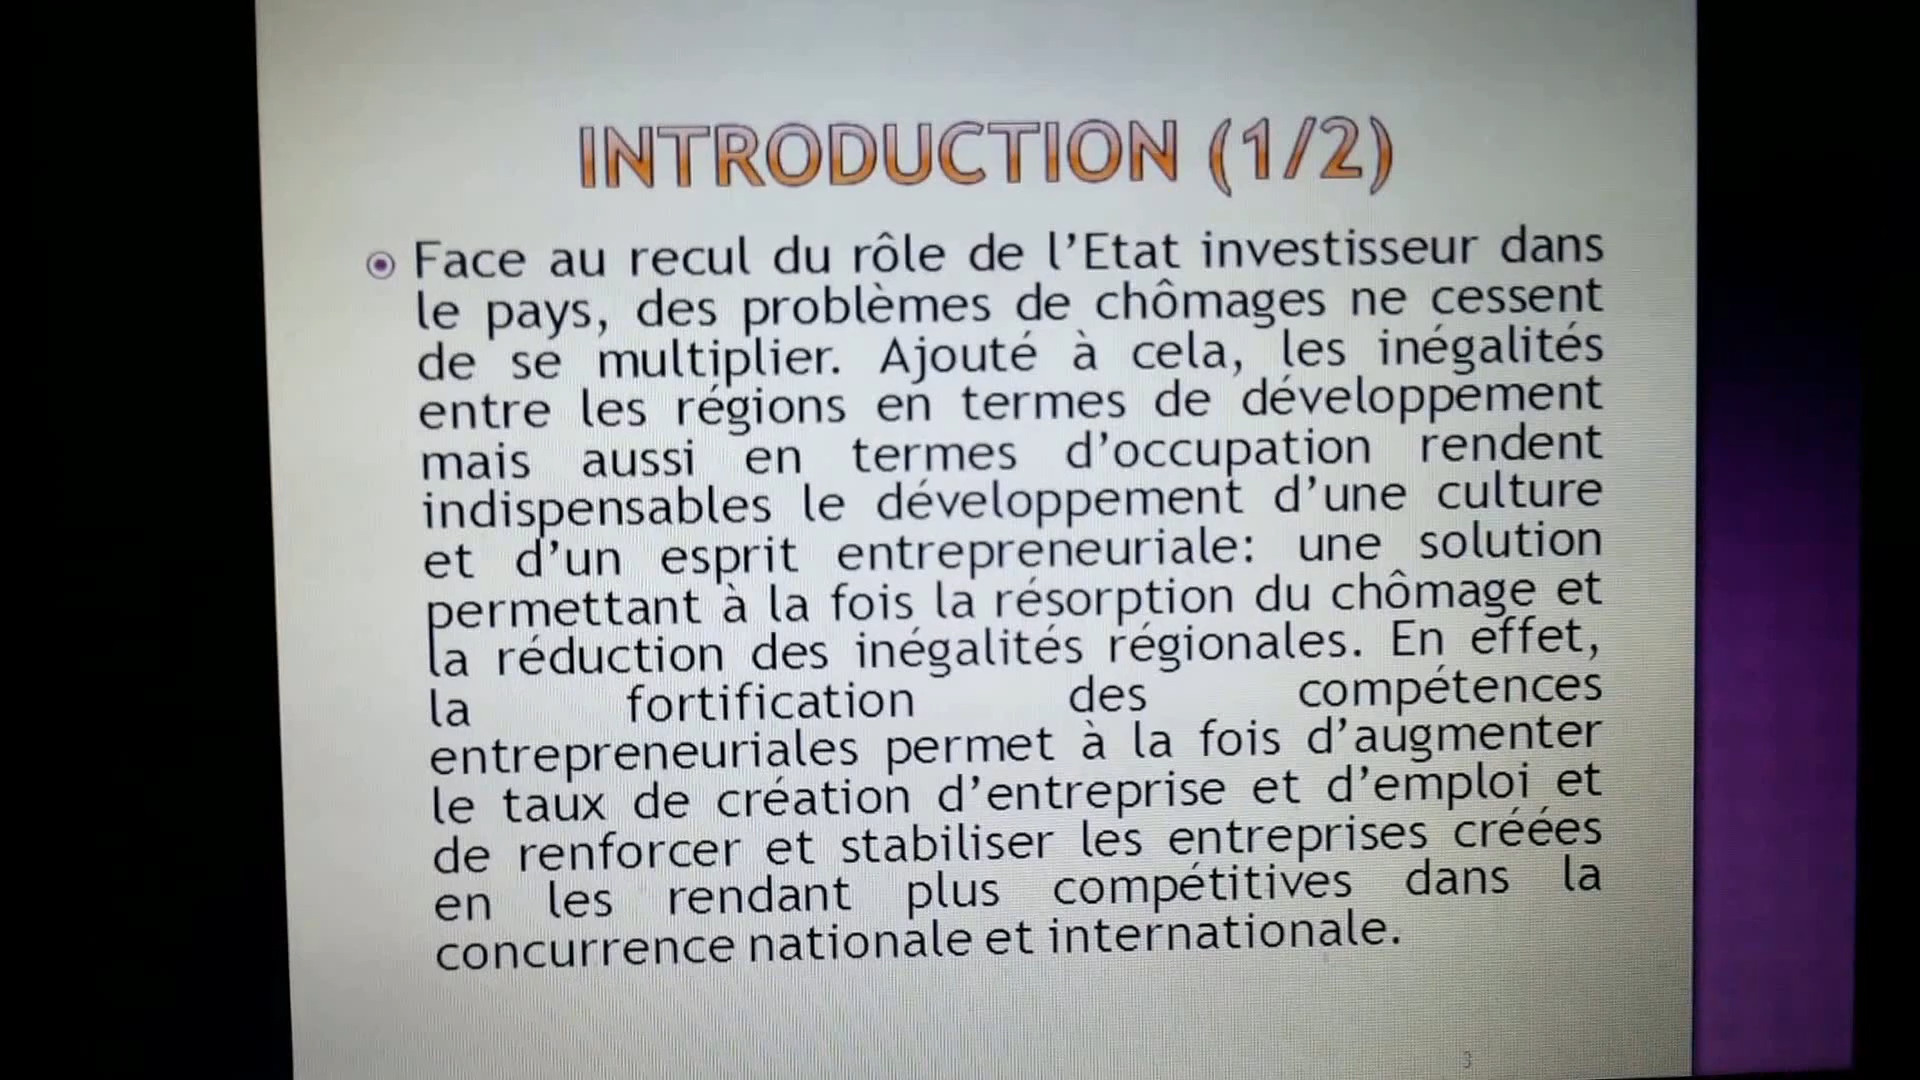 INTRODUCTION (1/2)
Face au recul du rôle de l'Etat investisseur dans
le pays, des problèmes de chômages ne cessent
de se multiplier. Ajouté à cela, les inégalités
entre les régions en termes de développement
mais aussi en termes d'occupation rendent
indispensables le développement d'une culture
et d'un esprit entrepreneuriale: une solution
permettant à la fois la résorption du chômage et
la réduction des inégalités régionales. En effet,
la fortification des compétences
entrepreneuriales permet à la fois d'augmenter
le taux de création d'entreprise et d'emploi et
de renforcer et stabiliser les entreprises créées
en les rendant plus compétitives dans la
concurrence nationale et internationale.
3